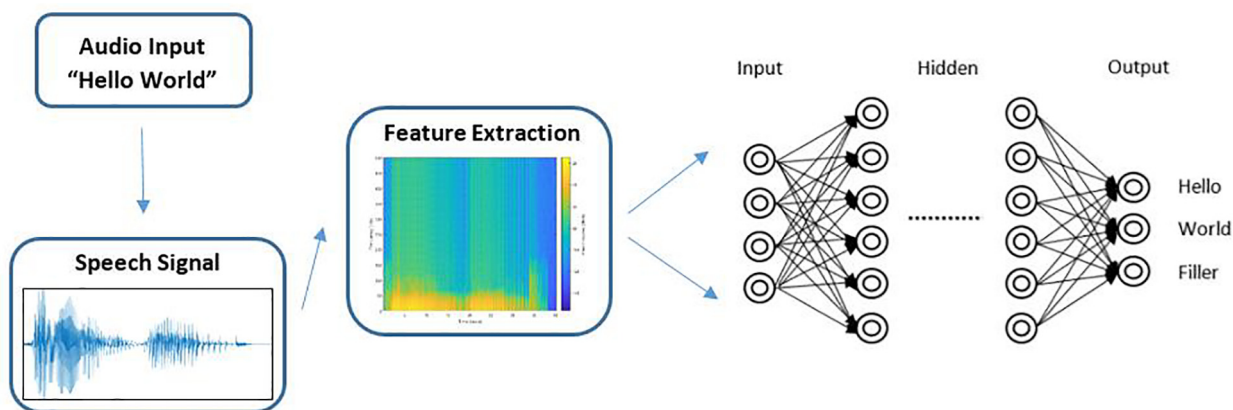 Audio Input
“Hello World”
Speech Signal
Feature Extraction
Input
Hidden
Output
Hello
World
Filler